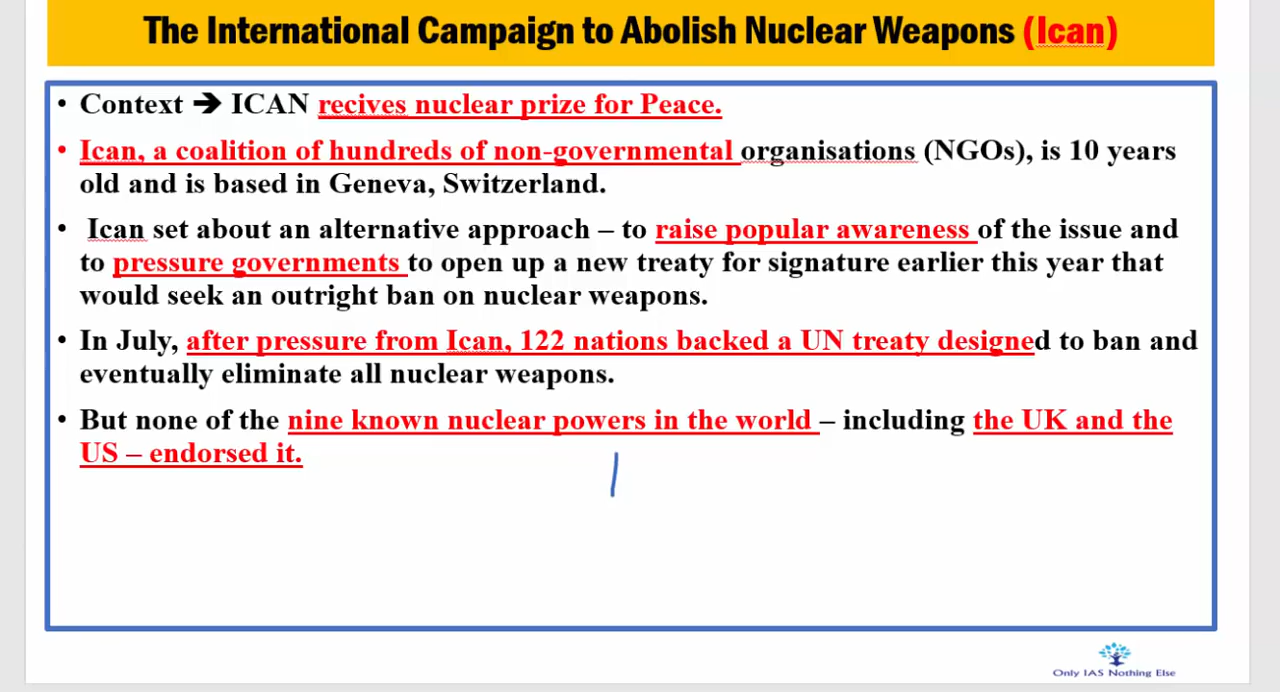 The International Campaign to Abolish Nuclear Weapons (Ican)
• Context ➔ ICAN recives nuclear prize for Peace.
• Ican, a coalition of hundreds of non-governmental organisations (NGOs), is 10 years
old and is based in Geneva, Switzerland.
• Ican set about an alternative approach – to raise popular awareness of the issue and
to pressure governments to open up a new treaty for signature earlier this year that
would seek an outright ban on nuclear weapons.
• In July, after pressure from Ican, 122 nations backed a UN treaty designed to ban and
eventually eliminate all nuclear weapons.
• But none of the nine known nuclear powers in the world – including the UK and the
US – endorsed it.
Only IAS Nothing Else